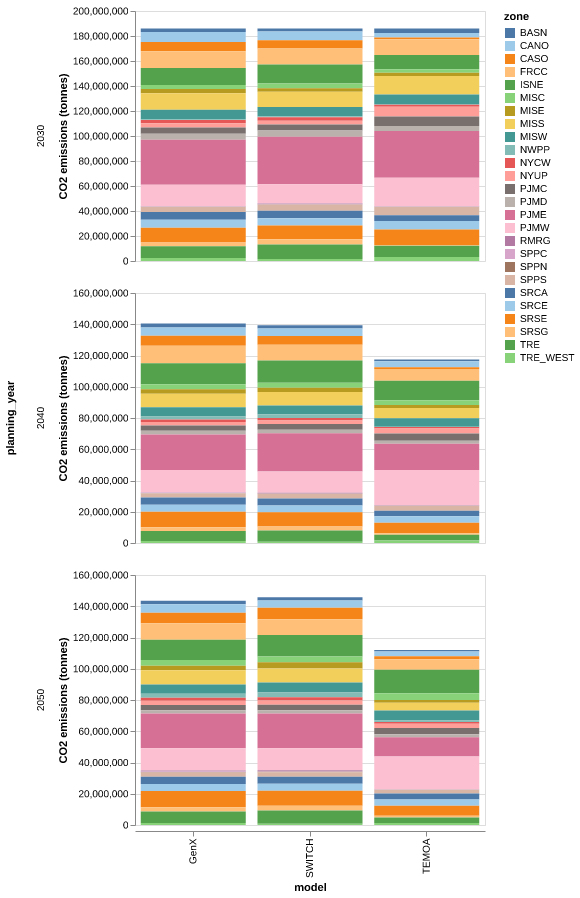 200,000,000
180,000,000
160,000,000
140,000,000
120,000,000
100,000,000
80,000,000
60,000,000
40,000,000
20,000,000
0
CO2 emissions (tonnes)
2030
160,000,000
140,000,000
120,000,000
100,000,000
80,000,000
60,000,000
40,000,000
20,000,000
0
CO2 emissions (tonnes)
2040
planning_year
160,000,000
140,000,000
120,000,000
100,000,000
80,000,000
60,000,000
40,000,000
20,000,000
0
CO2 emissions (tonnes)
2050
GenX
SWITCH
TEMOA
model
zone
BASN
CANO
CASO
FRCC
ISNE
MISC
MISE
MISS
MISW
NWPP
NYCW
NYUP
PJMC
PJMD
PJME
PJMW
RMRG
SPPC
SPPN
SPPS
SRCA
SRCE
SRSE
SRSG
TRE
TRE_WEST